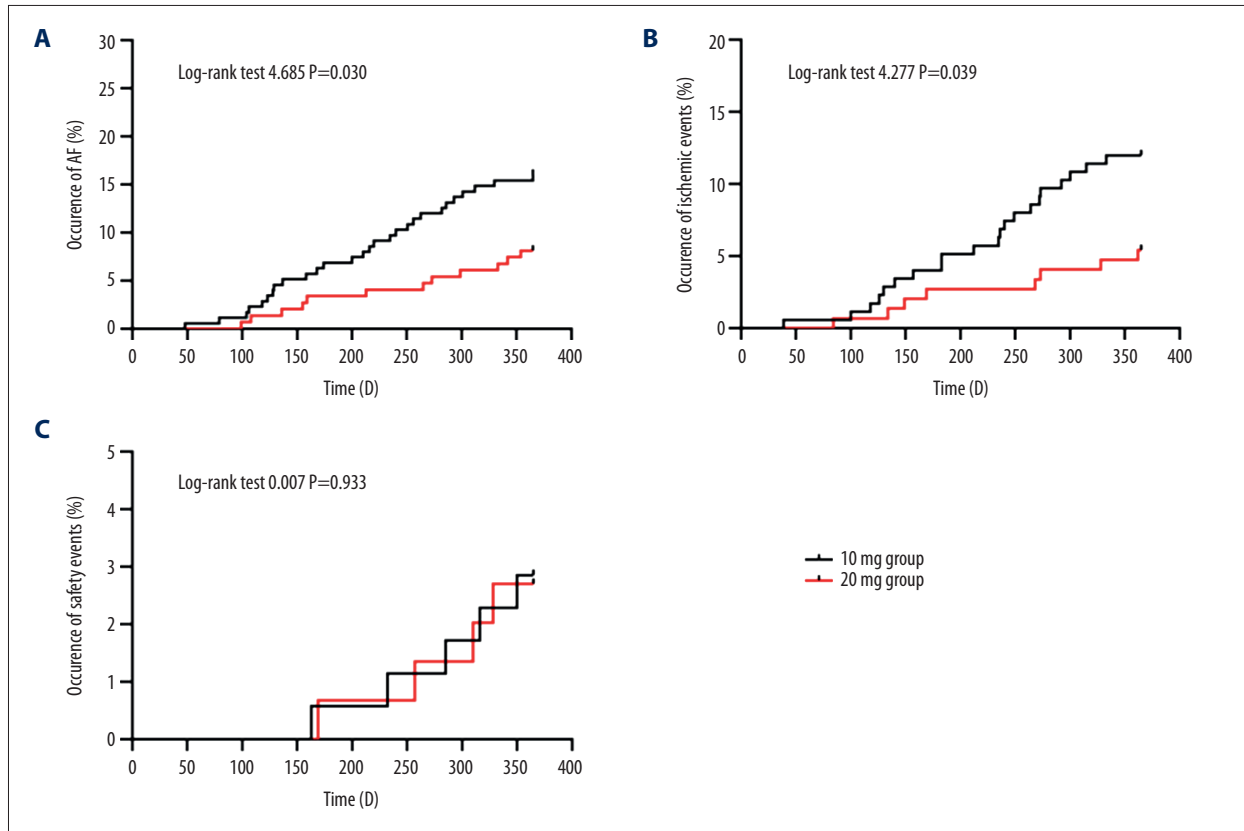 A
Occurence of AF (%)
30
25
20
15
10
5
0
Log-rank test 4.685 P=0.030
0 50 100 150 200 250 300 350 400
Time (D)
B
Occurence of ischemic events (%)
20
15
10
5
0
Log-rank test 4.277 P=0.039
0 50 100 150 200 250 300 350 400
Time (D)
C
Occurence of safety events (%)
5
4
3
2
1
0
Log-rank test 0.007 P=0.933
0 50 100 150 200 250 300 350 400
Time (D)
10 mg group
20 mg group